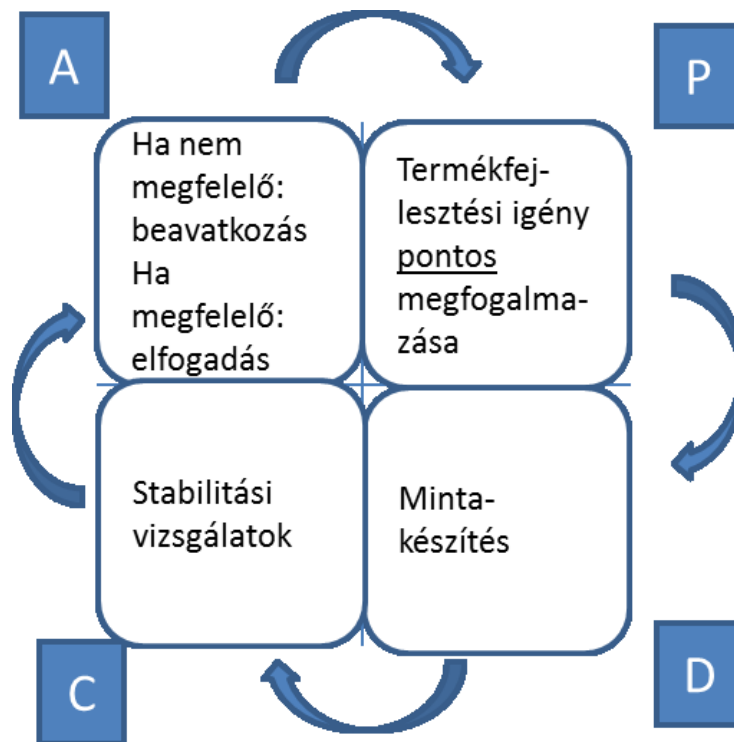 A
P
Ha nem
megfelelő:
beavatkozás
Ha
megfelelő:
elfogadás
Termékfej-
lesztési igény
pontos
megfogalma-
zása
Stabilitási
vizsgálatok
Minta-
készítés
C
D